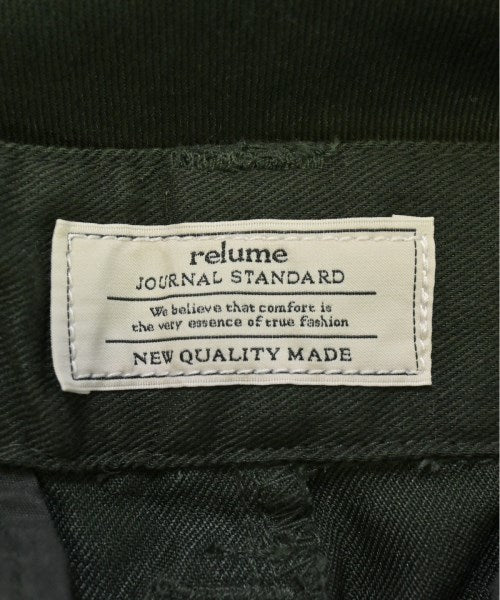 relume
JOURNAL STANDARD
We believe that comfort is
the very essence of true fashion
NEW QUALITY MADE